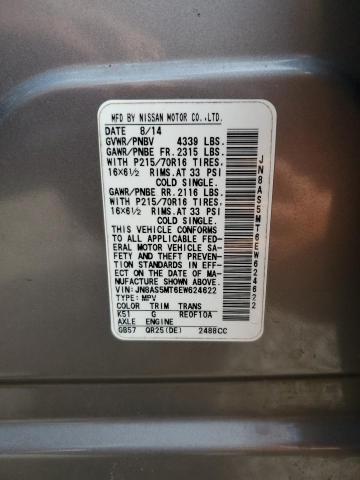 MFD BY NISSAN MOTOR CO.,LTD.
DATE 8/14
GVWR/PNBV 4339 LBS.
GAWR/PNBE FR. 2315 LBS.
WITH P215/70R16 TIRES,
16X6½ RIMS,AT 33 PSI
COLD SINGLE.
GAWR/PNBE RR. 2116 LBS.
WITH P215/70R16 TIRES,
16X6½ RIMS,AT 33 PSI
COLD SINGLE.
THIS VEHICLE CONFORMS
TO ALL APPLICABLE FED-
ERAL MOTOR VEHICLE SA-
FETY AND THEFT PREVEN-
TION STANDARDS IN EFF-
ECT ON THE DATE OF MA-
NUFACTURE SHOWN ABOVE.
VIN: JN8AS5MT6EW624622
TYPE: MPV
COLOR TRIM TRANS
K51 G RE0F10A
AXLE ENGINE
GB57 QR25(DE) 2488CC
JN8AS5MT6EW624622